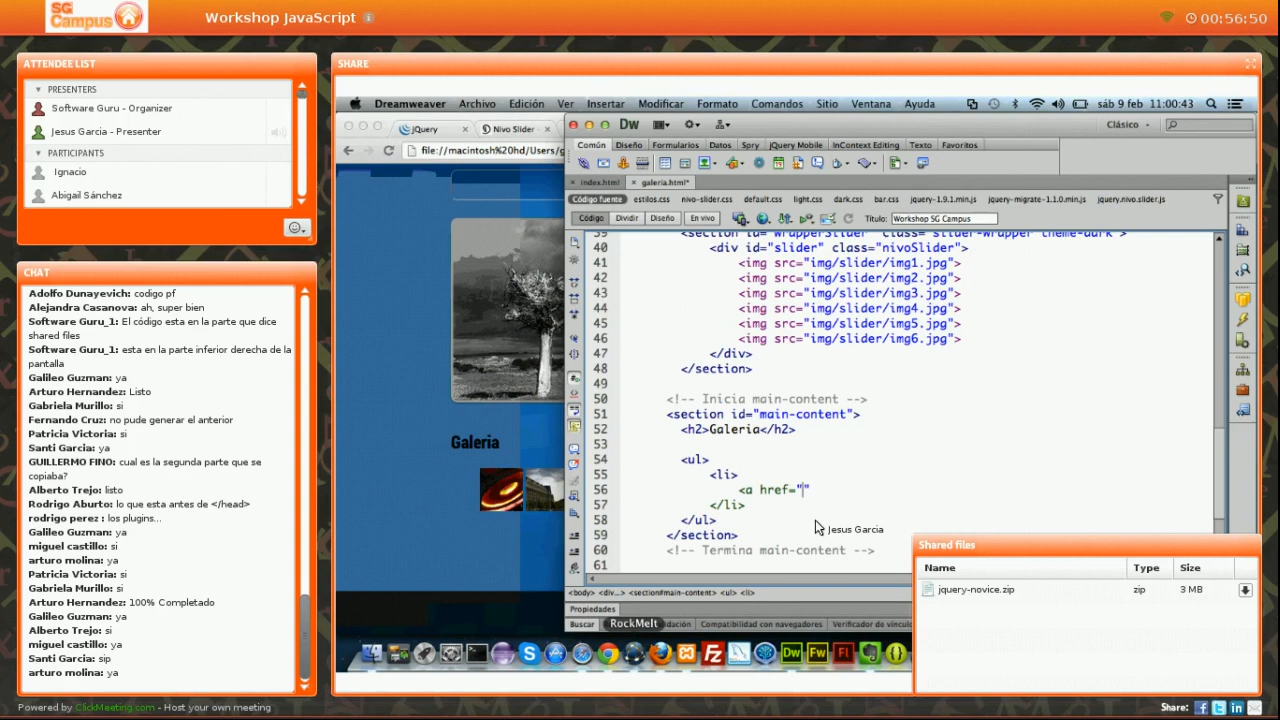 SG Campus
Workshop JavaScript
00:56:50
ATTENDEE LIST
PRESENTERS
Software Guru - Organizer
Jesus Garcia - Presenter
PARTICIPANTS
Ignacio
Abigail Sánchez
CHAT
Adolfo Dunayevich: codigo pf
Alejandra Casanova: ah, super bien
Software Guru_1: El código esta en la parte que dice
shared files
Software Guru_1: esta en la parte inferior derecha de la
pantalla
Galileo Guzman: ya
Arturo Hernandez: Listo
Gabriela Murillo: si
Fernando Cruz: no pude generar el anterior
Patricia Victoria: si
Santi Garcia: ya
GUILLERMO FINO: cual es la segunda parte que se
copiaba?
Alberto Trejo: listo
Rodrigo Aburto: lo que esta antes de </head>
rodrigo perez : los plugins...
Galileo Guzman: ya
miguel castillo: si
arturo molina: ya
Patricia Victoria: si
Gabriela Murillo: si
Arturo Hernandez: 100% Completado
Galileo Guzman: ya
Alberto Trejo: si
miguel castillo: ya
Santi Garcia: sip
arturo molina: ya
SHARE
Dreamweaver Archivo Edición Ver Insertar Modificar Formato Comandos Sitio Ventana Ayuda sáb 9 feb 11:00:43
jQuery
Nivo Slider
file://macintosh%20hd/Users/g
Galeria
Dw Clásico
Común Diseño Formularios Datos Spry jQuery Mobile InContext Editing Texto Favoritos
index.html galeria.html*
Código fuente estilos.css nivo-slider.css default.css light.css dark.css bar.css jquery-1.9.1.min.js jquery-migrate-1.1.0.min.js jquery.nivo.slider.js
Código Dividir Diseño En vivo Título: Workshop SG Campus
39 <section id="wrapperSlider" class="slider-wrapper theme-dark">
40 <div id="slider" class="nivoSlider">
41 <img src="img/slider/img1.jpg">
42 <img src="img/slider/img2.jpg">
43 <img src="img/slider/img3.jpg">
44 <img src="img/slider/img4.jpg">
45 <img src="img/slider/img5.jpg">
46 <img src="img/slider/img6.jpg">
47 </div>
48 </section>
49
50 <!-- Inicia main-content -->
51 <section id="main-content">
52 <h2>Galeria</h2>
53
54 <ul>
55 <li>
56 <a href=""
57 </li>
58 </ul>
59 </section>
60 <!-- Termina main-content -->
61
Jesus Garcia
<body> <div...> <section#main-content> <ul> <li>
Propiedades
Buscar Compatibilidad con navegadores Verificador de vínculo
RockMelt
Dw Fw Fl
Shared files
Name Type Size
jquery-novice.zip zip 3 MB
Powered by ClickMeeting.com - Host your own meeting
Share: